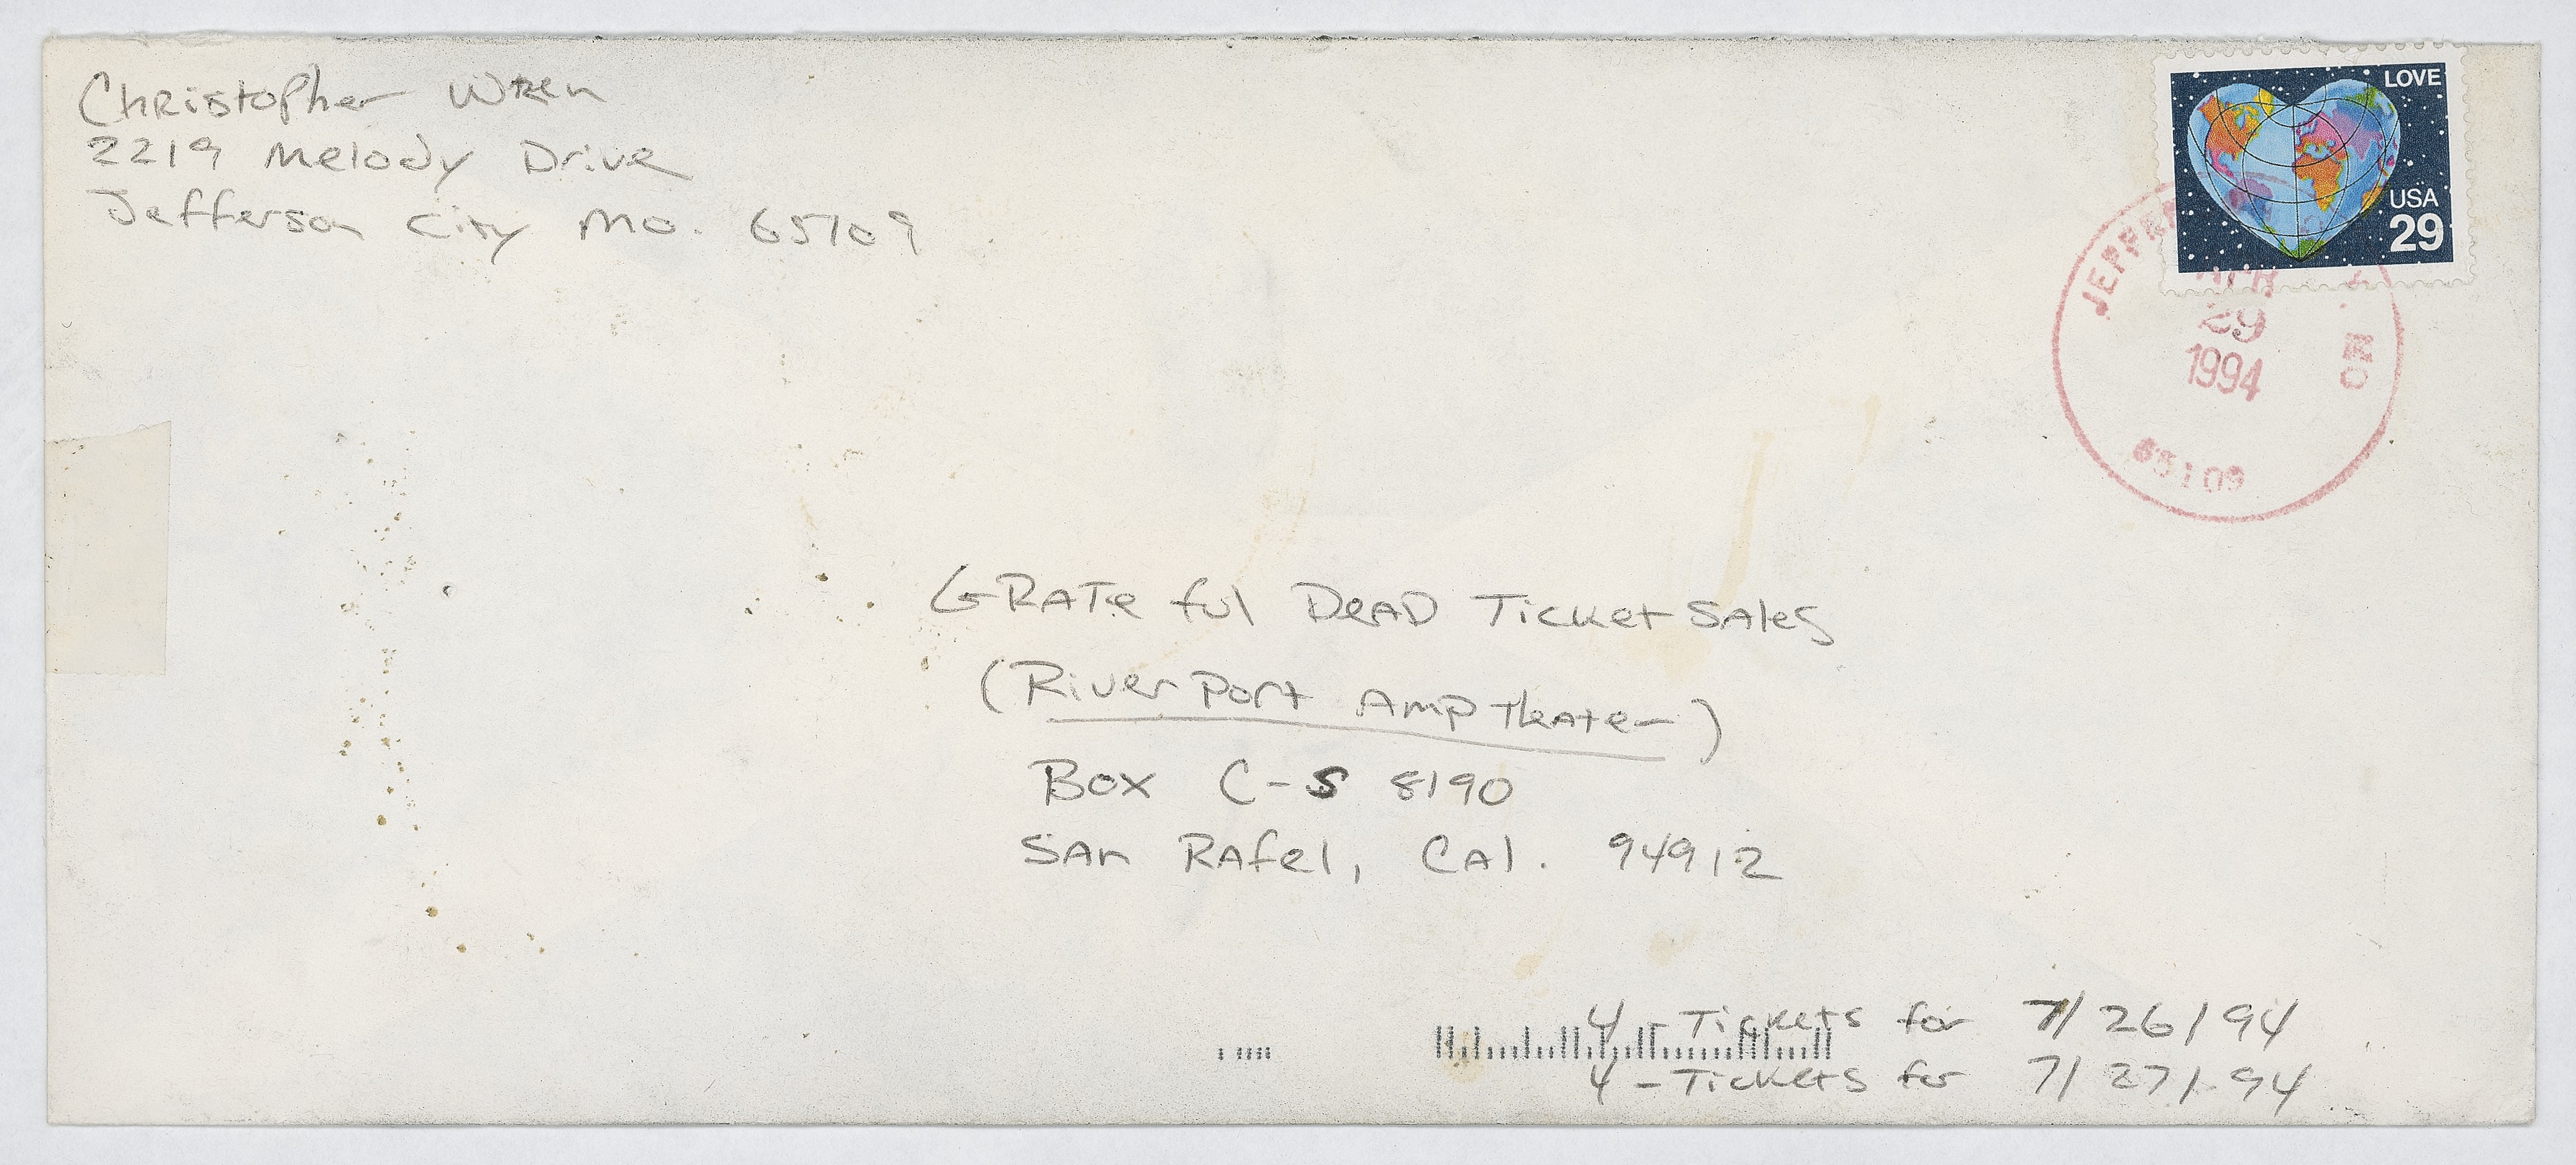 Christopher Wren
2219 Melody Drive
Jefferson City Mo. 65109
LOVE
USA
29
29
1994
MO
65109
GRATeful DeAD Ticket SAles
(River Port AmpTheater)
Box C-S 8190
SAn RAfel, CAl. 94912
4 - Tickets for 7/26/94
4 - Tickets for 7/27/94